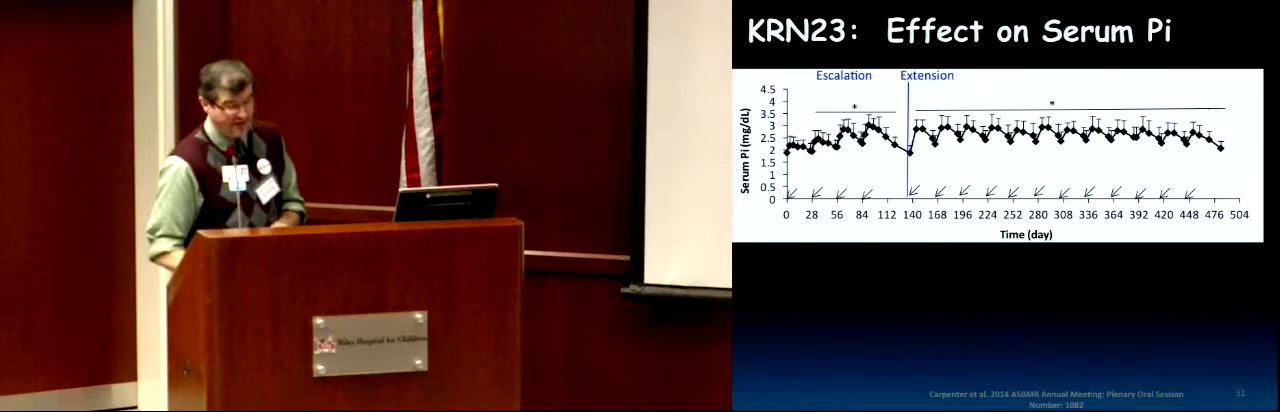 KRN23: Effect on Serum Pi
Escalation Extension
* *
Serum Pi (mg/dL)
4.5
4
3.5
3
2.5
2
1.5
1
0.5
0
0 28 56 84 112 140 168 196 224 252 280 308 336 364 392 420 448 476 504
Time (day)
Riley Hospital for Children
Carpenter et al. 2014 ASBMR Annual Meeting: Plenary Oral Session
Number: 1082
31